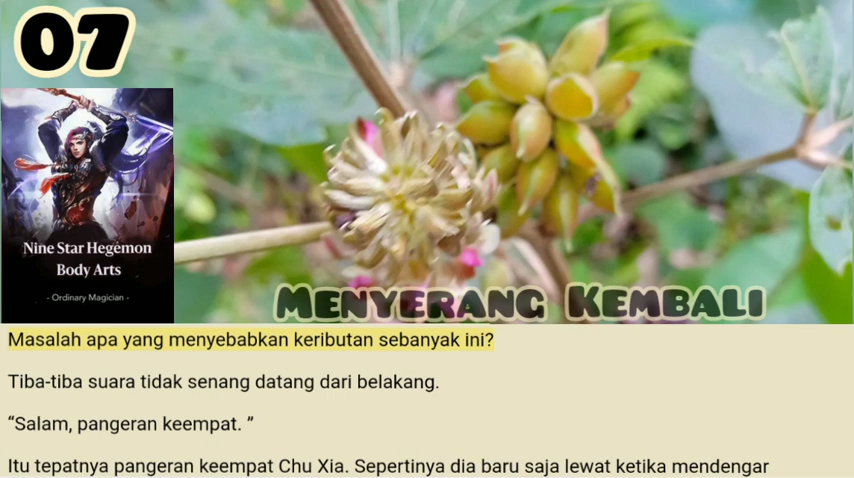 07
Nine Star Hegemon
Body Arts
- Ordinary Magician -
Menyerang Kembali
Masalah apa yang menyebabkan keributan sebanyak ini?
Tiba-tiba suara tidak senang datang dari belakang.
“Salam, pangeran keempat. ”
Itu tepatnya pangeran keempat Chu Xia. Sepertinya dia baru saja lewat ketika mendengar